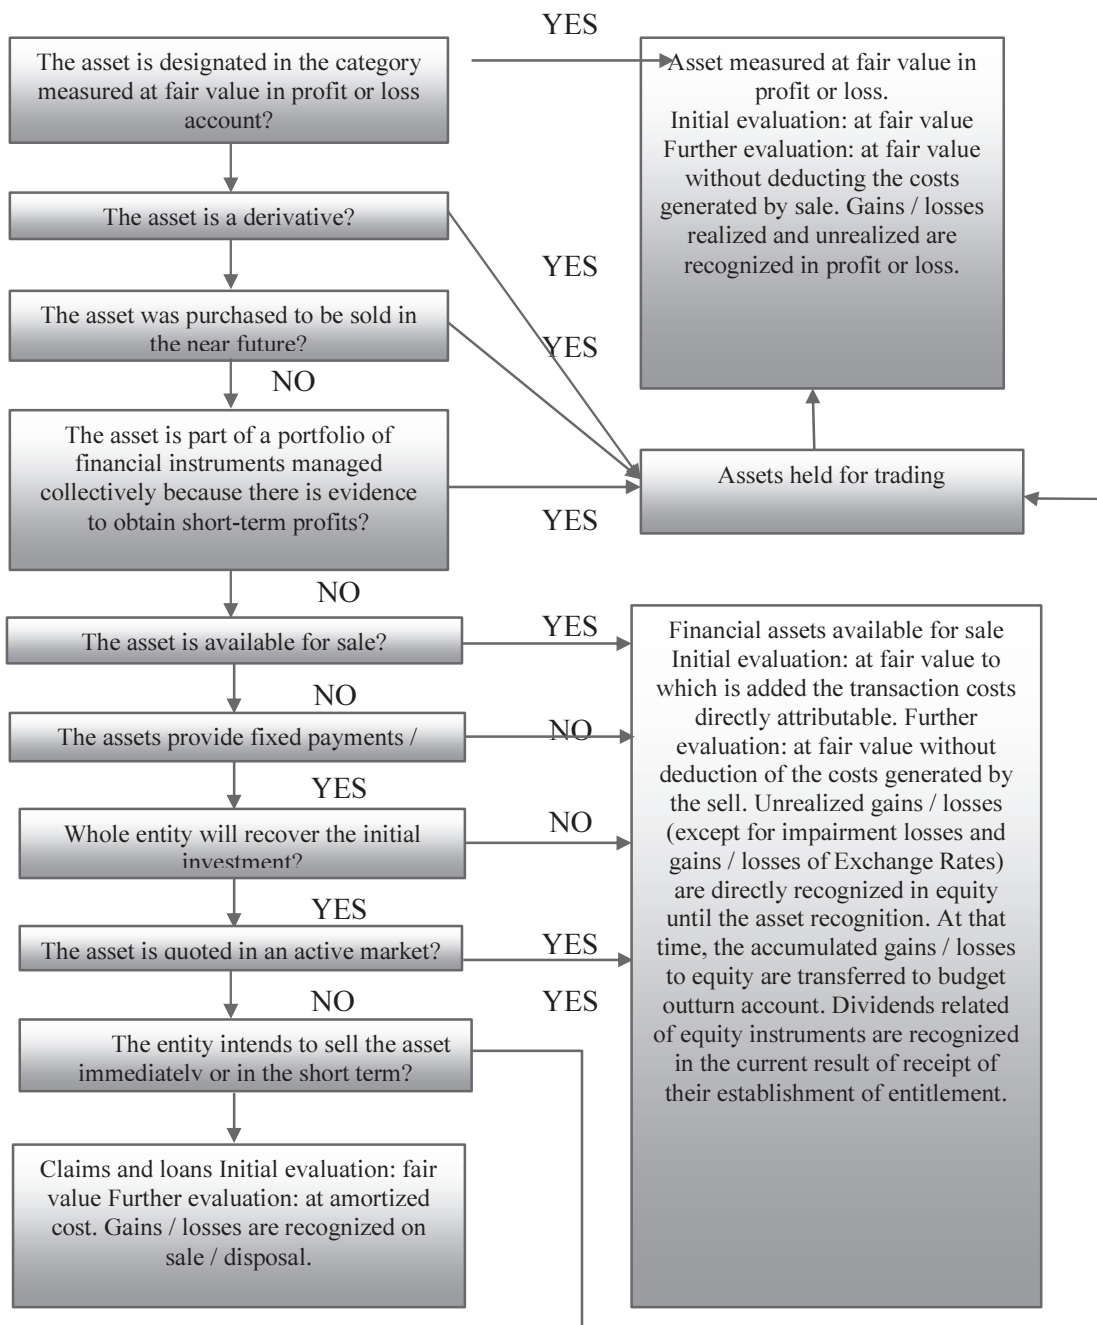 YES
The asset is designated in the category
measured at fair value in profit or loss
account?
Asset measured at fair value in
profit or loss.
Initial evaluation: at fair value
Further evaluation: at fair value
without deducting the costs
generated by sale. Gains / losses
realized and unrealized are
recognized in profit or loss.
The asset is a derivative?
YES
The asset was purchased to be sold in
the near future?
YES
NO
The asset is part of a portfolio of
financial instruments managed
collectively because there is evidence
to obtain short-term profits?
Assets held for trading
YES
NO
The asset is available for sale?
YES
Financial assets available for sale
Initial evaluation: at fair value to
which is added the transaction costs
directly attributable. Further
evaluation: at fair value without
deduction of the costs generated by
the sell. Unrealized gains / losses
(except for impairment losses and
gains / losses of Exchange Rates)
are directly recognized in equity
until the asset recognition. At that
time, the accumulated gains / losses
to equity are transferred to budget
outturn account. Dividends related
of equity instruments are recognized
in the current result of receipt of
their establishment of entitlement.
NO
The assets provide fixed payments /
NO
YES
Whole entity will recover the initial
investment?
NO
YES
The asset is quoted in an active market?
YES
NO
YES
The entity intends to sell the asset
immediately or in the short term?
Claims and loans Initial evaluation: fair
value Further evaluation: at amortized
cost. Gains / losses are recognized on
sale / disposal.